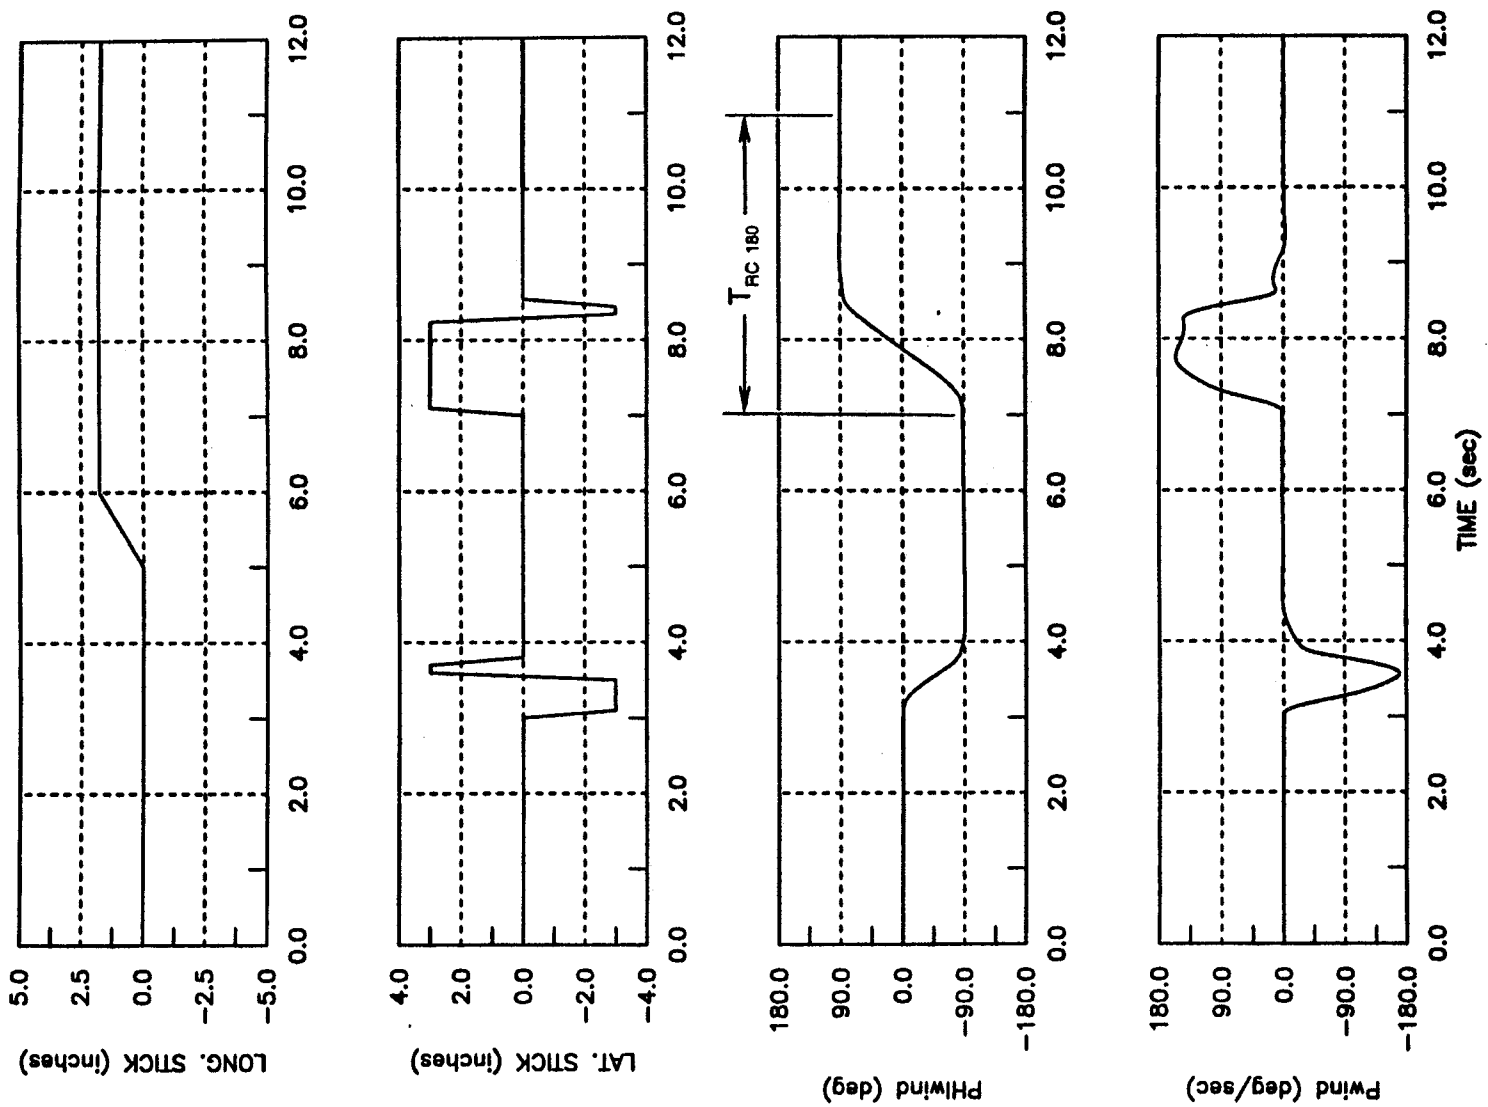 LONG. STICK (inches)
5.0
2.5
0.0
−2.5
−5.0
0.0 2.0 4.0 6.0 8.0 10.0 12.0
LAT. STICK (inches)
4.0
2.0
0.0
−2.0
−4.0
0.0 2.0 4.0 6.0 8.0 10.0 12.0
PHIwind (deg)
180.0
90.0
0.0
−90.0
−180.0
T RC 180
0.0 2.0 4.0 6.0 8.0 10.0 12.0
Pwind (deg/sec)
180.0
90.0
0.0
−90.0
−180.0
0.0 2.0 4.0 6.0 8.0 10.0 12.0
TIME (sec)